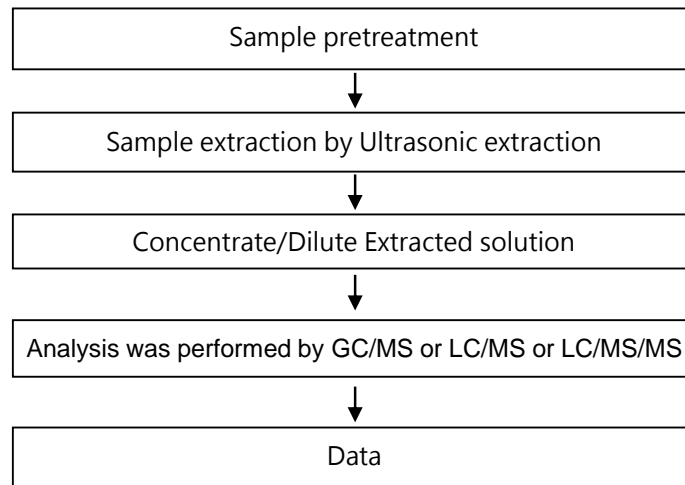 Sample pretreatment
Sample extraction by Ultrasonic extraction
Concentrate/Dilute Extracted solution
Analysis was performed by GC/MS or LC/MS or LC/MS/MS
Data